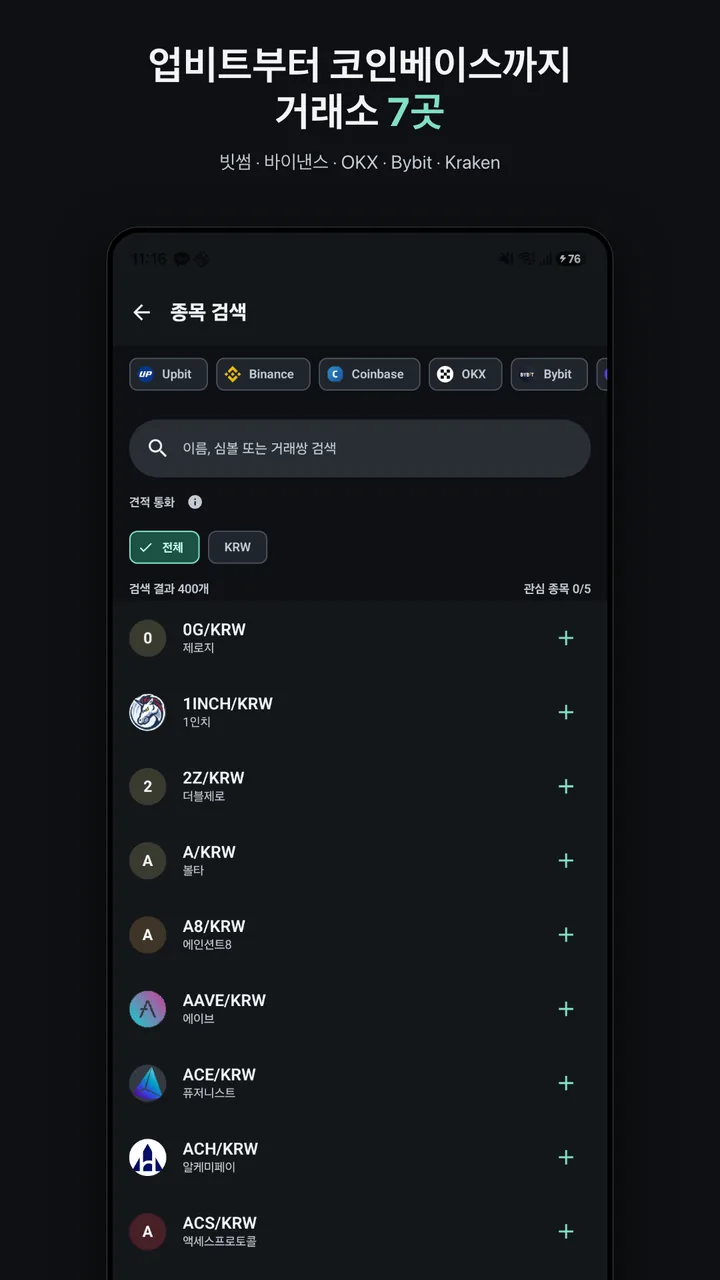 업비트부터 코인베이스까지
거래소 7곳
빗썸 · 바이낸스 · OKX · Bybit · Kraken
11:16
76
종목 검색
UP Upbit
Binance
C Coinbase
OKX
BYBIT Bybit
이름, 심볼 또는 거래쌍 검색
견적 통화
전체
KRW
검색 결과 400개
관심 종목 0/5
0
0G/KRW
제로지
1INCH/KRW
1인치
2
2Z/KRW
더블제로
A
A/KRW
볼타
A
A8/KRW
에인션트8
AAVE/KRW
에이브
ACE/KRW
퓨저니스트
ACH/KRW
알케미페이
A
ACS/KRW
액세스프로토콜